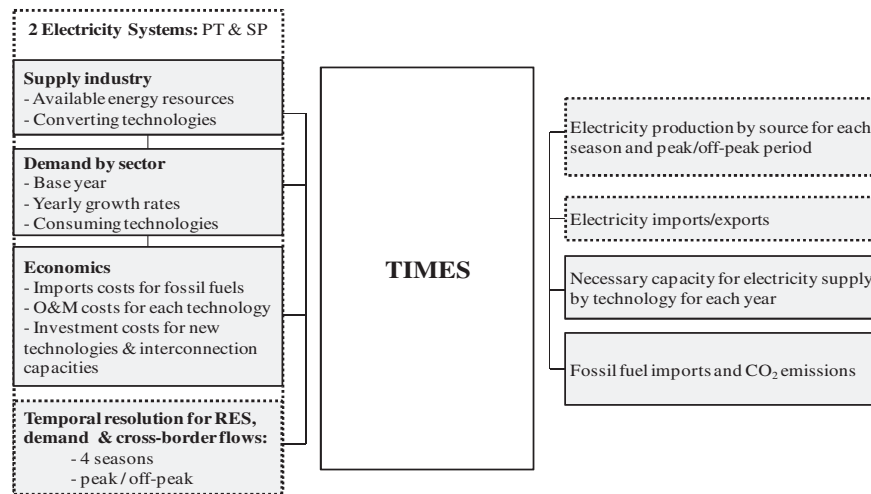 2 Electricity Systems: PT & SP
Supply industry
- Available energy resources
- Converting technologies
Demand by sector
- Base year
- Yearly growth rates
- Consuming technologies
Economics
- Imports costs for fossil fuels
- O&M costs for each technology
- Investment costs for new
technologies & interconnection
capacities
Temporal resolution for RES,
demand & cross-border flows:
- 4 seasons
- peak / off-peak
TIMES
Electricity production by source for each
season and peak/off-peak period
Electricity imports/exports
Necessary capacity for electricity supply
by technology for each year
Fossil fuel imports and CO₂ emissions